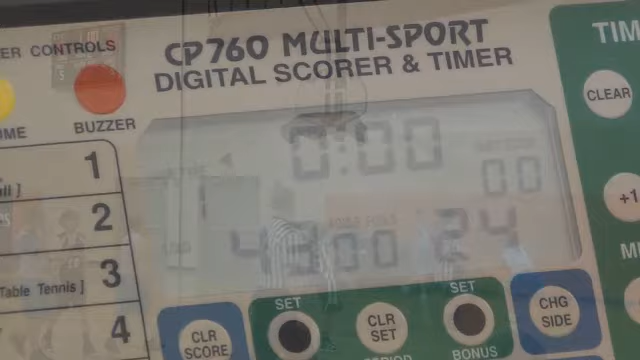 ER CONTROLS
CP760 MULTI-SPORT
DIGITAL SCORER & TIMER
TIM
CLEAR
OME
BUZZER
0:00
00
1
2
3
4
Table Tennis ]
+1
M
SET
CLR
SET
SET
CLR
SCORE
CHG
SIDE
BONUS
24